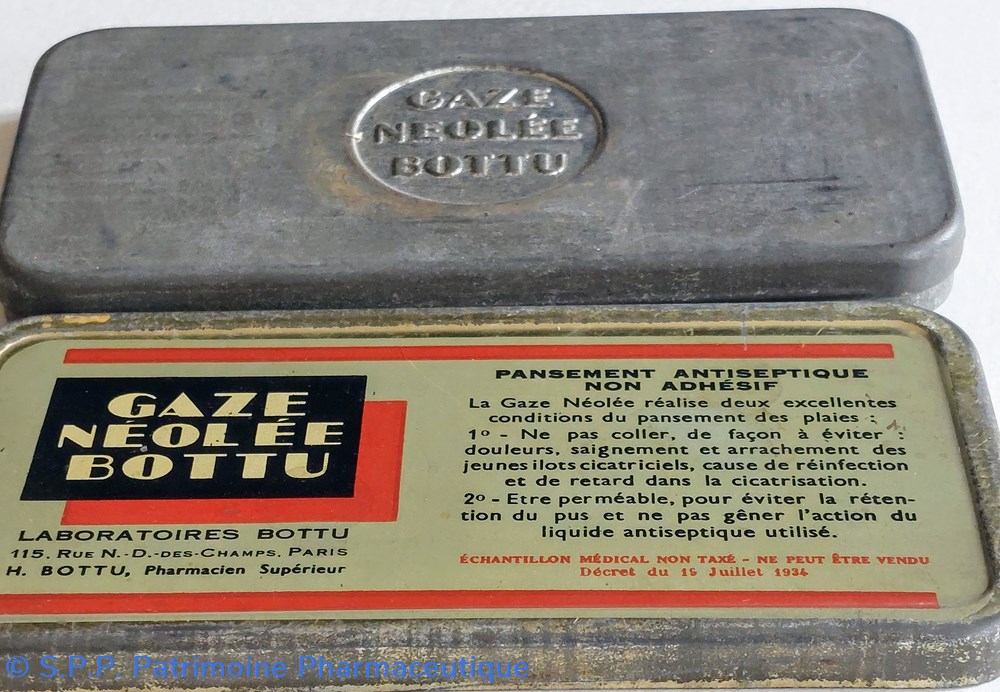 GAZE
NEOLÉE
BOTTU
GAZE
NÉOLÉE
BOTTU
LABORATOIRES BOTTU
115, RUE N.-D.-DES-CHAMPS, PARIS
H. BOTTU, Pharmacien Supérieur
PANSEMENT ANTISEPTIQUE
NON ADHÉSIF
La Gaze Néolée réalise deux excellentes
conditions du pansement des plaies :
1º - Ne pas coller, de façon à éviter :
douleurs, saignement et arrachement des
jeunes ilots cicatriciels, cause de réinfection
et de retard dans la cicatrisation.
2º - Etre perméable, pour éviter la réten-
tion du pus et ne pas gêner l'action du
liquide antiseptique utilisé.
ÉCHANTILLON MÉDICAL NON TAXÉ - NE PEUT ÊTRE VENDU
Décret du Juillet 1934
© S.P.P. Patrimoine Pharmaceutique